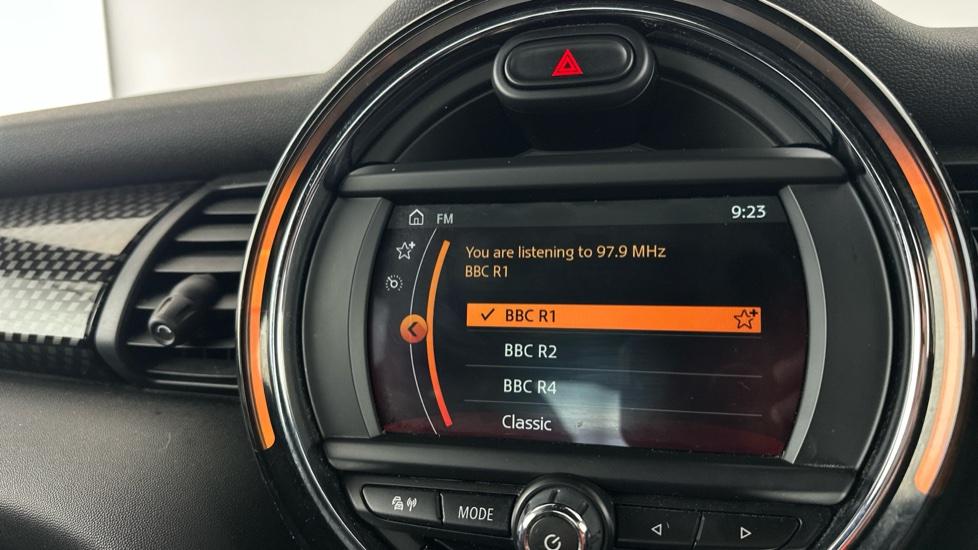 FM
9:23
You are listening to 97.9 MHz
BBC R1
BBC R1
BBC R2
BBC R4
Classic
MODE